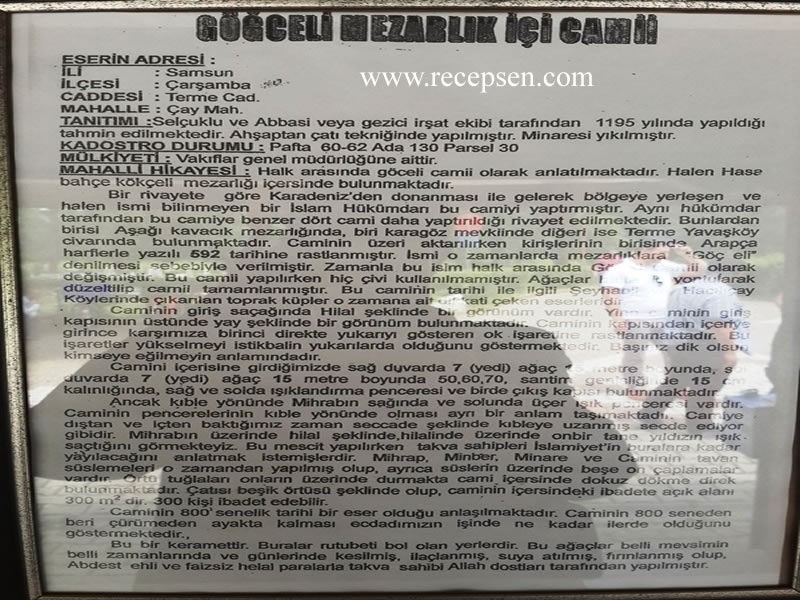 GÖĞCELİ MEZARLIK İÇİ CAMİİ
ESERİN ADRESİ :
İLİ : Samsun
www.recepsen.com
İLÇESİ : Çarşamba
CADDESİ : Terme Cad.
MAHALLE : Çay Mah.
TANITIMI :Selçuklu ve Abbasi veya gezici irşat ekibi tarafından 1195 yılında yapıldığı
tahmin edilmektedir. Ahşaptan çatı tekniğinde yapılmıştır. Minaresi yıkılmıştır.
KADOSTRO DURUMU : Pafta 60-62 Ada 130 Parsel 30
MÜLKİYETİ : Vakıflar genel müdürlüğüne aittir.
MAHALLİ HİKAYESİ : Halk arasında göceli camii olarak anlatılmaktadır. Halen Hase
bahçe kökçeli mezarlığı içersinde bulunmaktadır.
Bir rivayete göre Karadeniz'den donanması ile gelerek bölgeye yerleşen ve
halen ismi bilinmeyen bir İslam Hükümdarı bu camiyi yaptırmıştır. Aynı hükümdar
tarafından bu camiye benzer dört cami daha yaptırıldığı rivayet edilmektedir. Bunlardan
birisi Aşağı kavacık mezarlığında, biri karagöz mevkiinde diğeri ise Terme Yavaşköy
civarında bulunmaktadır. Caminin üzeri aktarılırken kirişlerinin birisinde Arapça
harflerle yazılı 592 tarihine rastlanmıştır. İsmi o zamanlarda mezarlıklara "Göç eli"
denilmesi sebebiyle verilmiştir. Zamanla bu isim halk arasında olarak
değişmiştir. Bu camii yapılırken hiç çivi kullanılmamıştır. Ağaçlar yontularak
düzeltilip camii tamamlanmıştır. Bu caminin tarihi ile ilgili
Köylerinde çıkarılan toprak küpler o zamana ait çeken eserlerdir.
Caminin giriş saçağında Hilal şeklinde bir görünüm vardır. caminin giriş
kapısının üstünde yay şeklinde bir görünüm bulunmaktadır. Caminin kapısından içeriye
girince karşımıza birinci direkte yukarıyı gösteren ok işaretine rastlanmaktadır. Bu
işaretler yükselmeyi istikbalin yukarılarda olduğunu göstermektedir. Başınız dik olsun
kimseye eğilmeyin anlamındadır.
Camini içerisine girdiğimizde sağ duvarda 7 (yedi) ağaç metre boyunda, sol
duvarda 7 (yedi) ağaç 15 metre boyunda 50,60,70, santim genişliğinde 15 cm
kalınlığında, sağ ve solda ışıklandırma penceresi ve birde çıkış kapısı bulunmaktadır.
Ancak kıble yönünde Mihrabın sağında ve solunda üçer ışık penceresi vardır.
Caminin pencerelerinin kıble yönünde olması ayrı bir anlam taşımaktadır. Camiye
dıştan ve içten baktığımız zaman seccade şeklinde kıbleye uzanmış secde ediyor
gibidir. Mihrabın üzerinde hilal şeklinde,hilalinde üzerinde onbir tane yıldızın ışık
saçtığını görmekteyiz. Bu mescit yapılırken takva sahipleri İslamiyet'in buralara kadar
yayılacağını anlatmak istemişlerdir. Mihrap, Minber, Minare ve Caminin tavan
süslemeleri o zamandan yapılmış olup, ayrıca süslerin üzerinde beşe on çaplamalar
vardır. Örtü tuğlaları onların üzerinde durmakta cami içersinde dokuz dökme direk
bulunmaktadır. Çatısı beşik örtüsü şeklinde olup, caminin içersindeki ibadete açık alanı
300 m² dir. 300 kişi ibadet edebilir.
Caminin 800' senelik tarihi bir eser olduğu anlaşılmaktadır. Caminin 800 seneden
beri çürümeden ayakta kalması ecdadımızın işinde ne kadar ilerde olduğunu
göstermektedir.,
Bu bir keramettir. Buralar rutubeti bol olan yerlerdir. Bu ağaçlar belli mevsimin
belli zamanlarında ve günlerinde kesilmiş, ilaçlanmış, suya atılmış, fırınlanmış olup,
Abdest ehli ve faizsiz helal paralarla takva sahibi Allah dostları tarafından yapılmıştır.